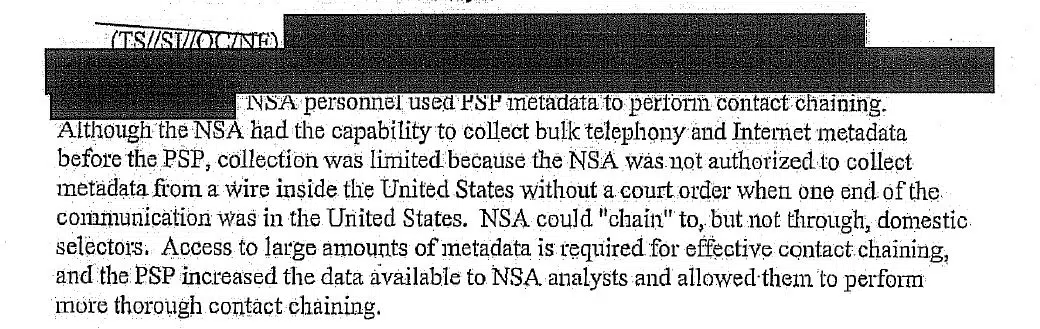 (TS//SI//OC/NF)
NSA personnel used PSP metadata to perform contact chaining.
Although the NSA had the capability to collect bulk telephony and Internet metadata
before the PSP, collection was limited because the NSA was not authorized to collect
metadata from a wire inside the United States without a court order when one end of the
communication was in the United States. NSA could "chain" to, but not through, domestic
selectors. Access to large amounts of metadata is required for effective contact chaining,
and the PSP increased the data available to NSA analysts and allowed them to perform
more thorough contact chaining.